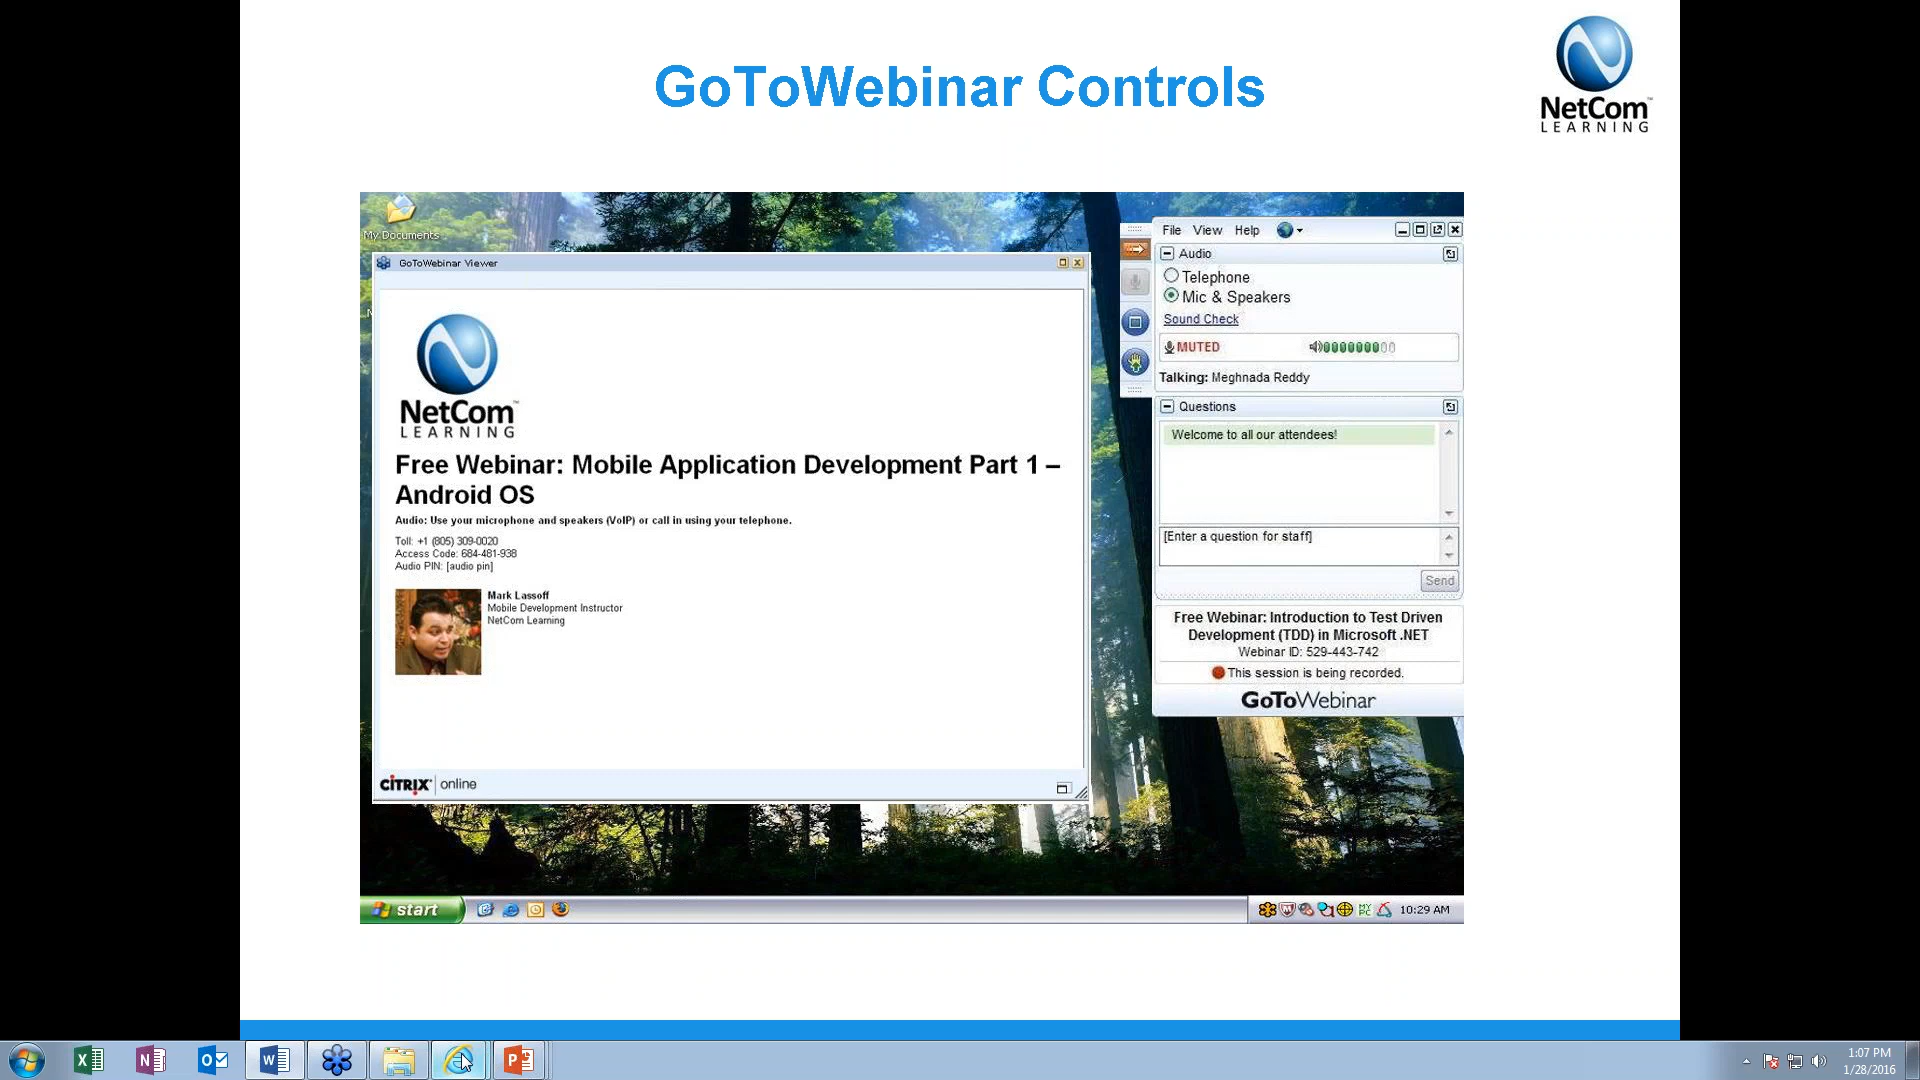 GoToWebinar Controls
NetCom™
LEARNING
My Documents
GoToWebinar Viewer
NetCom™
LEARNING
Free Webinar: Mobile Application Development Part 1 –
Android OS
Audio: Use your microphone and speakers (VoIP) or call in using your telephone.
Toll: +1 (805) 309-0020
Access Code: 684-481-938
Audio PIN: [audio pin]
Mark Lassoff
Mobile Development Instructor
NetCom Learning
CITRIX online
File View Help
Audio
Telephone
Mic & Speakers
Sound Check
MUTED
Talking: Meghnada Reddy
Questions
Welcome to all our attendees!
[Enter a question for staff]
Send
Free Webinar: Introduction to Test Driven
Development (TDD) in Microsoft .NET
Webinar ID: 529-443-742
This session is being recorded.
GoToWebinar
start
MY
PC
10:29 AM
1:07 PM
1/28/2016